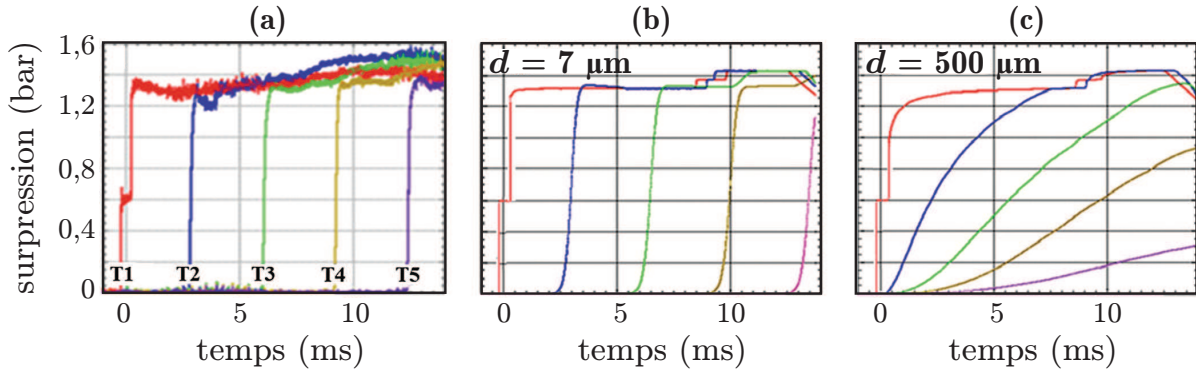 (a) (b) (c)
surpression (bar)
1,6
1,2
0,8
0,4
0
T1 T2 T3 T4 T5
d = 7 µm
d = 500 µm
0 5 10
0 5 10
0 5 10
temps (ms) temps (ms) temps (ms)